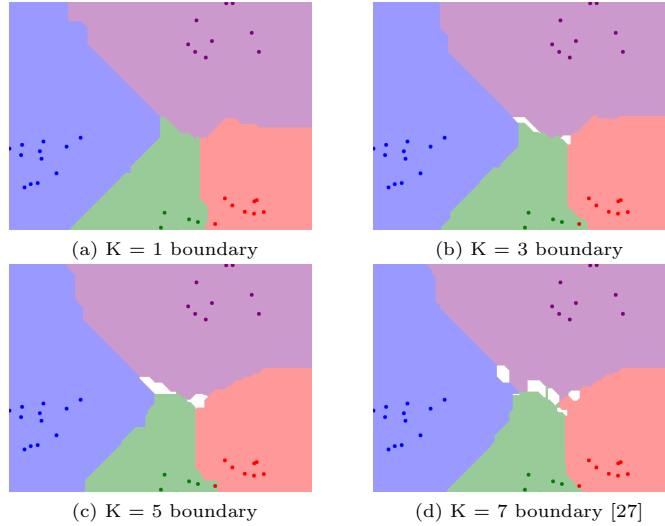 (a) K = 1 boundary
(b) K = 3 boundary
(c) K = 5 boundary
(d) K = 7 boundary [27]